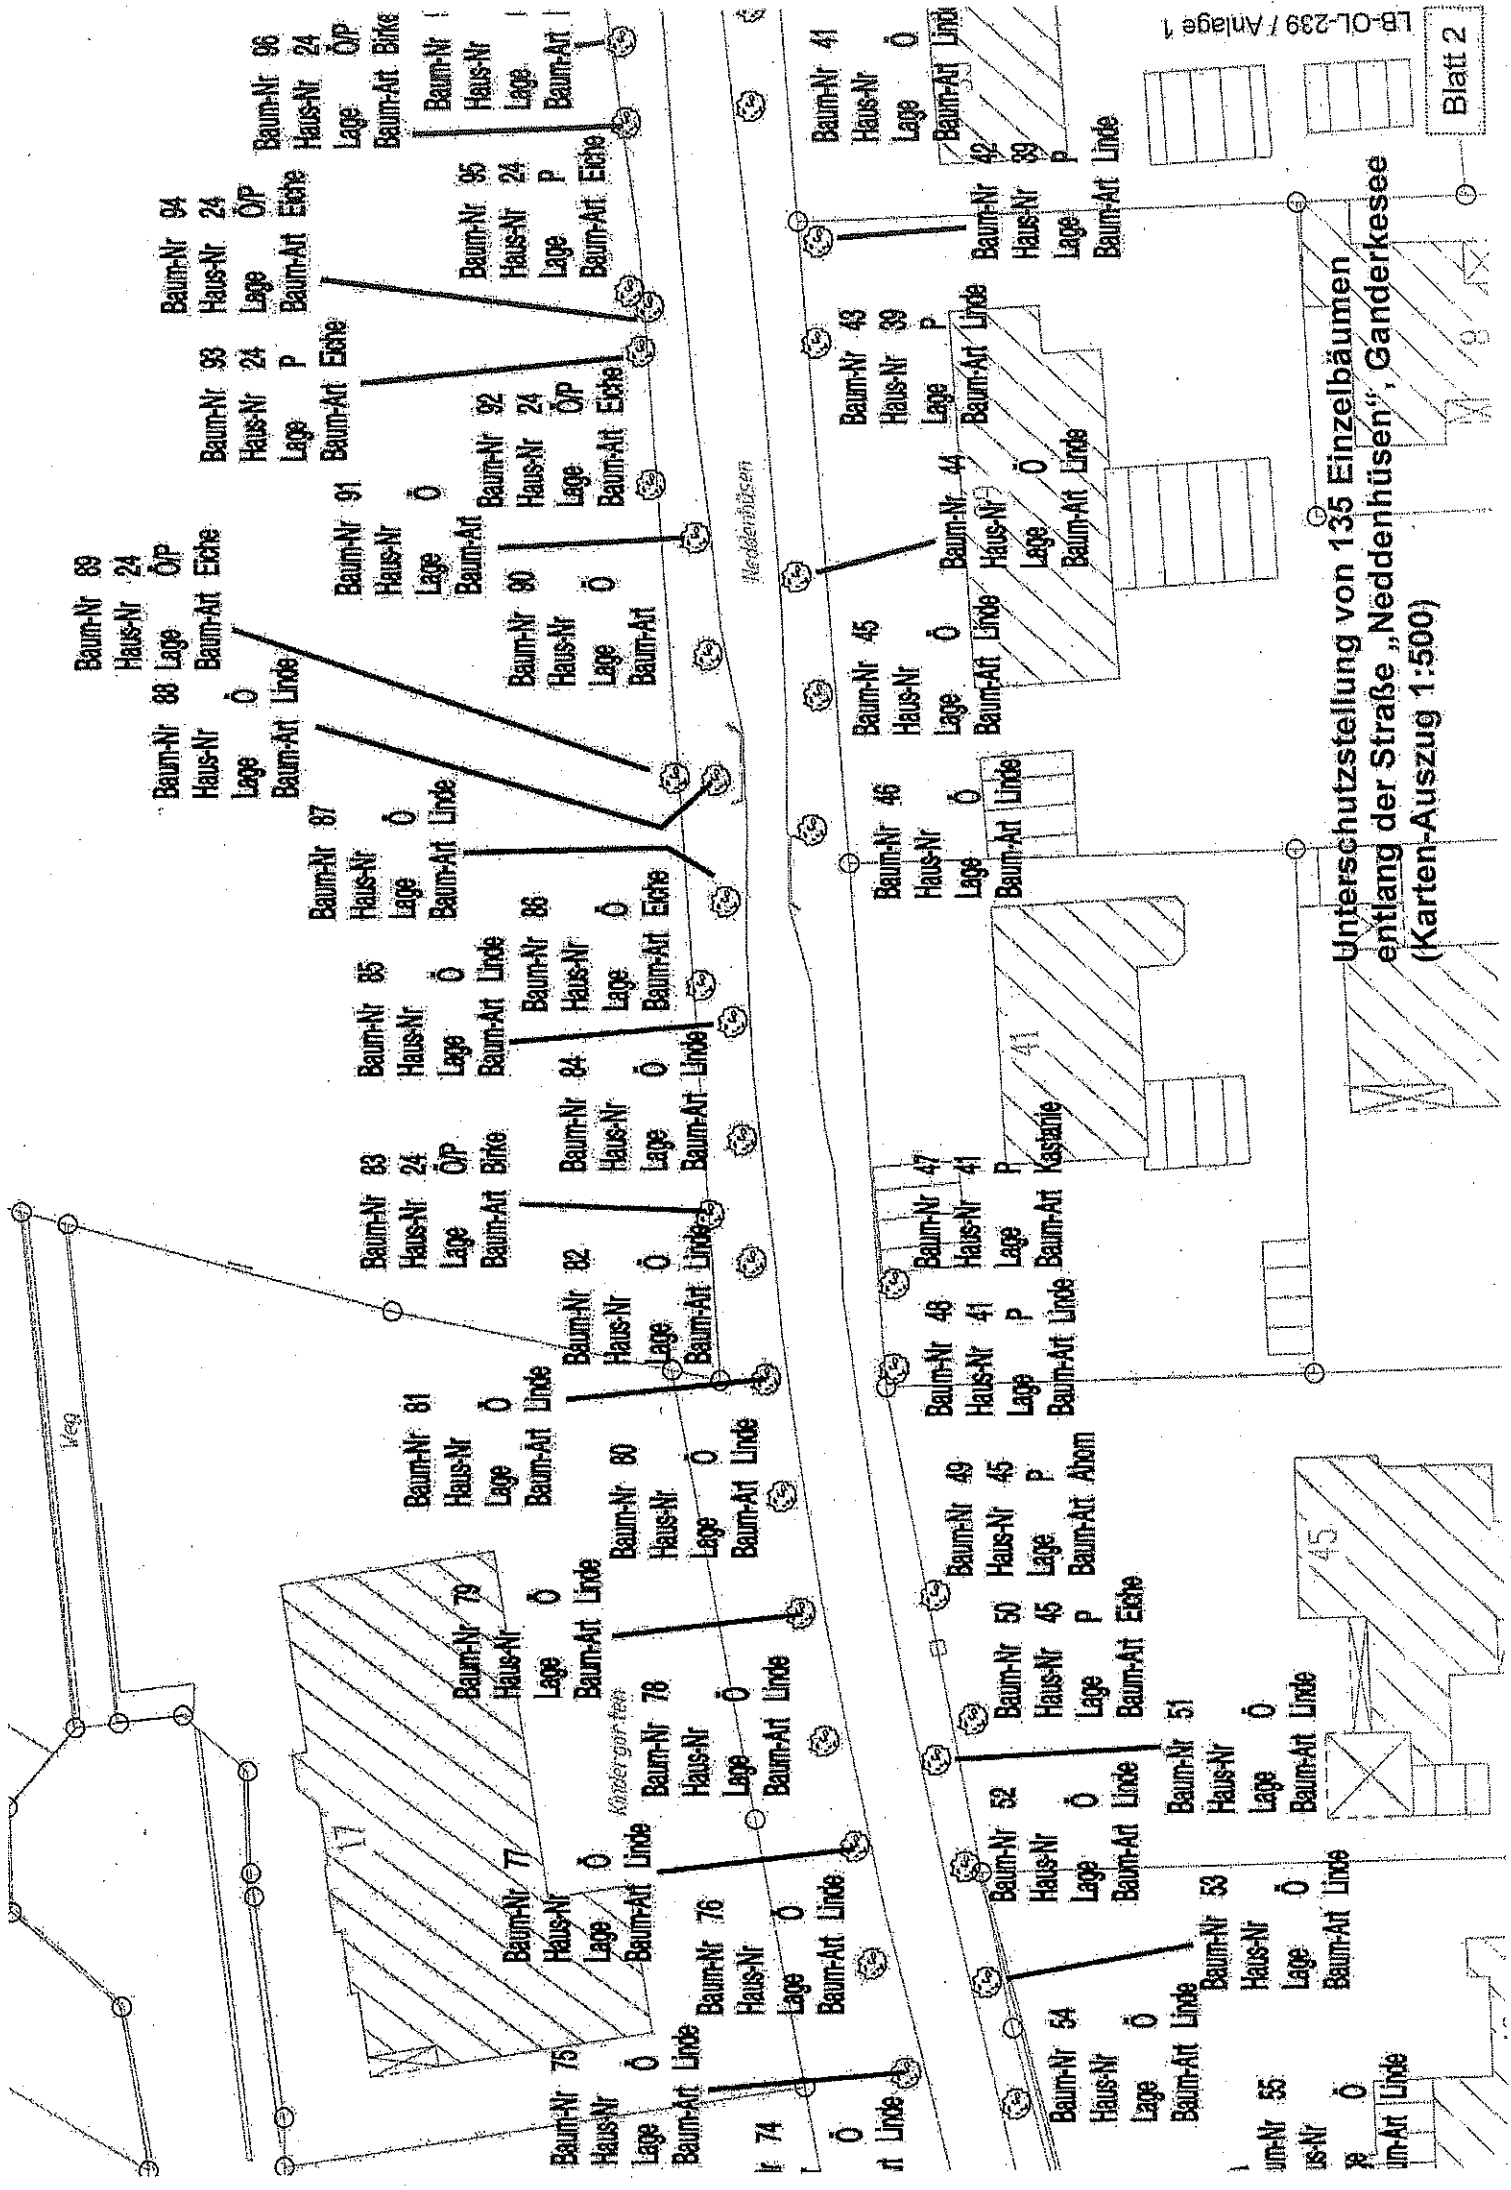 LB-OL-239 / Anlage 1
Blatt 2
Unterschutzstellung von 135 Einzelbäumen
entlang der Straße „Neddenhüsen“, Ganderkesee
(Karten-Auszug 1:500)
Weg
Kindergarten
17
Neddenhüsen
41
45
8
r 74
Ö
rt Linde
Baum-Nr 75
Haus-Nr
Lage Ö
Baum-Art Linde
Baum-Nr 76
Haus-Nr
Lage Ö
Baum-Art Linde
Baum-Nr 77
Haus-Nr
Lage Ö
Baum-Art Linde
Baum-Nr 78
Haus-Nr
Lage Ö
Baum-Art Linde
Baum-Nr 79
Haus-Nr
Lage Ö
Baum-Art Linde
Baum-Nr 80
Haus-Nr
Lage Ö
Baum-Art Linde
Baum-Nr 81
Haus-Nr
Lage Ö
Baum-Art Linde
Baum-Nr 82
Haus-Nr
Lage Ö
Baum-Art Linde
Baum-Nr 83
Haus-Nr 24
Lage Ö/P
Baum-Art Birke
Baum-Nr 84
Haus-Nr
Lage Ö
Baum-Art Linde
Baum-Nr 85
Haus-Nr
Lage Ö
Baum-Art Linde
Baum-Nr 86
Haus-Nr
Lage Ö
Baum-Art Eiche
Baum-Nr 87
Haus-Nr
Lage Ö
Baum-Art Linde
Baum-Nr 88
Haus-Nr
Lage Ö
Baum-Art Linde
Baum-Nr 89
Haus-Nr 24
Lage Ö/P
Baum-Art Eiche
Baum-Nr 90
Haus-Nr
Lage Ö
Baum-Art
Baum-Nr 91
Haus-Nr
Lage Ö
Baum-Art
Baum-Nr 92
Haus-Nr 24
Lage Ö/P
Baum-Art Eiche
Baum-Nr 93
Haus-Nr 24
Lage P
Baum-Art Eiche
Baum-Nr 94
Haus-Nr 24
Lage Ö/P
Baum-Art Eiche
Baum-Nr 95
Haus-Nr 24
Lage P
Baum-Art Eiche
Baum-Nr 96
Haus-Nr 24
Lage Ö/P
Baum-Art Birke
Baum-Nr
Haus-Nr
Lage
Baum-Art
Baum-Nr 41
Haus-Nr
Lage Ö
Baum-Art Lind
Baum-Nr 42
Haus-Nr 39
Lage P
Baum-Art Linde
Baum-Nr 43
Haus-Nr 39
Lage P
Baum-Art Linde
Baum-Nr 44
Haus-Nr
Lage Ö
Baum-Art Linde
Baum-Nr 45
Haus-Nr
Lage Ö
Baum-Art Linde
Baum-Nr 46
Haus-Nr
Lage Ö
Baum-Art Linde
Baum-Nr 47
Haus-Nr 41
Lage P
Baum-Art Kastanie
Baum-Nr 48
Haus-Nr 41
Lage P
Baum-Art Linde
Baum-Nr 49
Haus-Nr 45
Lage P
Baum-Art Ahorn
Baum-Nr 50
Haus-Nr 45
Lage P
Baum-Art Eiche
Baum-Nr 51
Haus-Nr
Lage Ö
Baum-Art Linde
Baum-Nr 52
Haus-Nr
Lage Ö
Baum-Art Linde
Baum-Nr 53
Haus-Nr
Lage Ö
Baum-Art Linde
Baum-Nr 54
Haus-Nr
Lage Ö
Baum-Art Linde
um-Nr 55
us-Nr
ge Ö
um-Art Linde